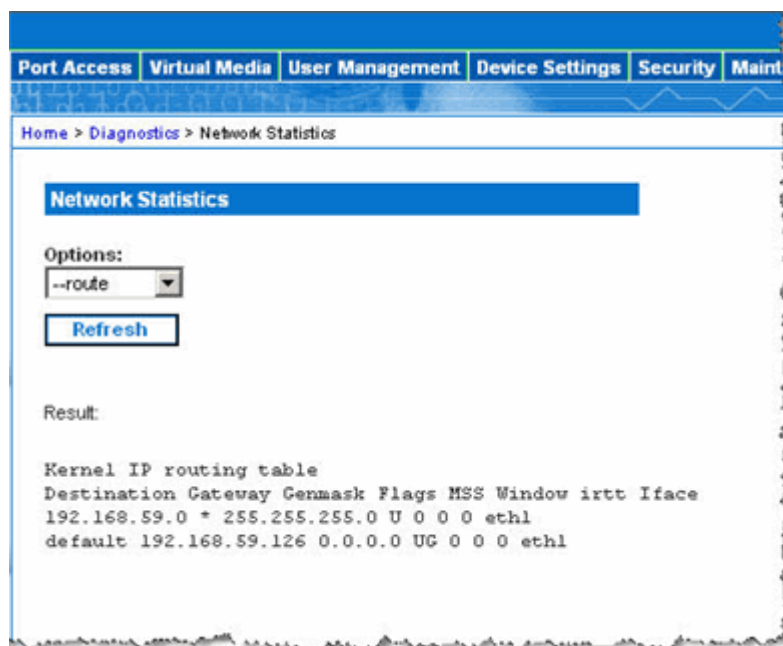 Port Access Virtual Media User Management Device Settings Security Maint
Home > Diagnostics > Network Statistics
Network Statistics
Options:
--route
Refresh
Result:
Kernel IP routing table
Destination Gateway Genmask Flags MSS Window irtt Iface
192.168.59.0 * 255.255.255.0 U 0 0 0 eth1
default 192.168.59.126 0.0.0.0 UG 0 0 0 eth1